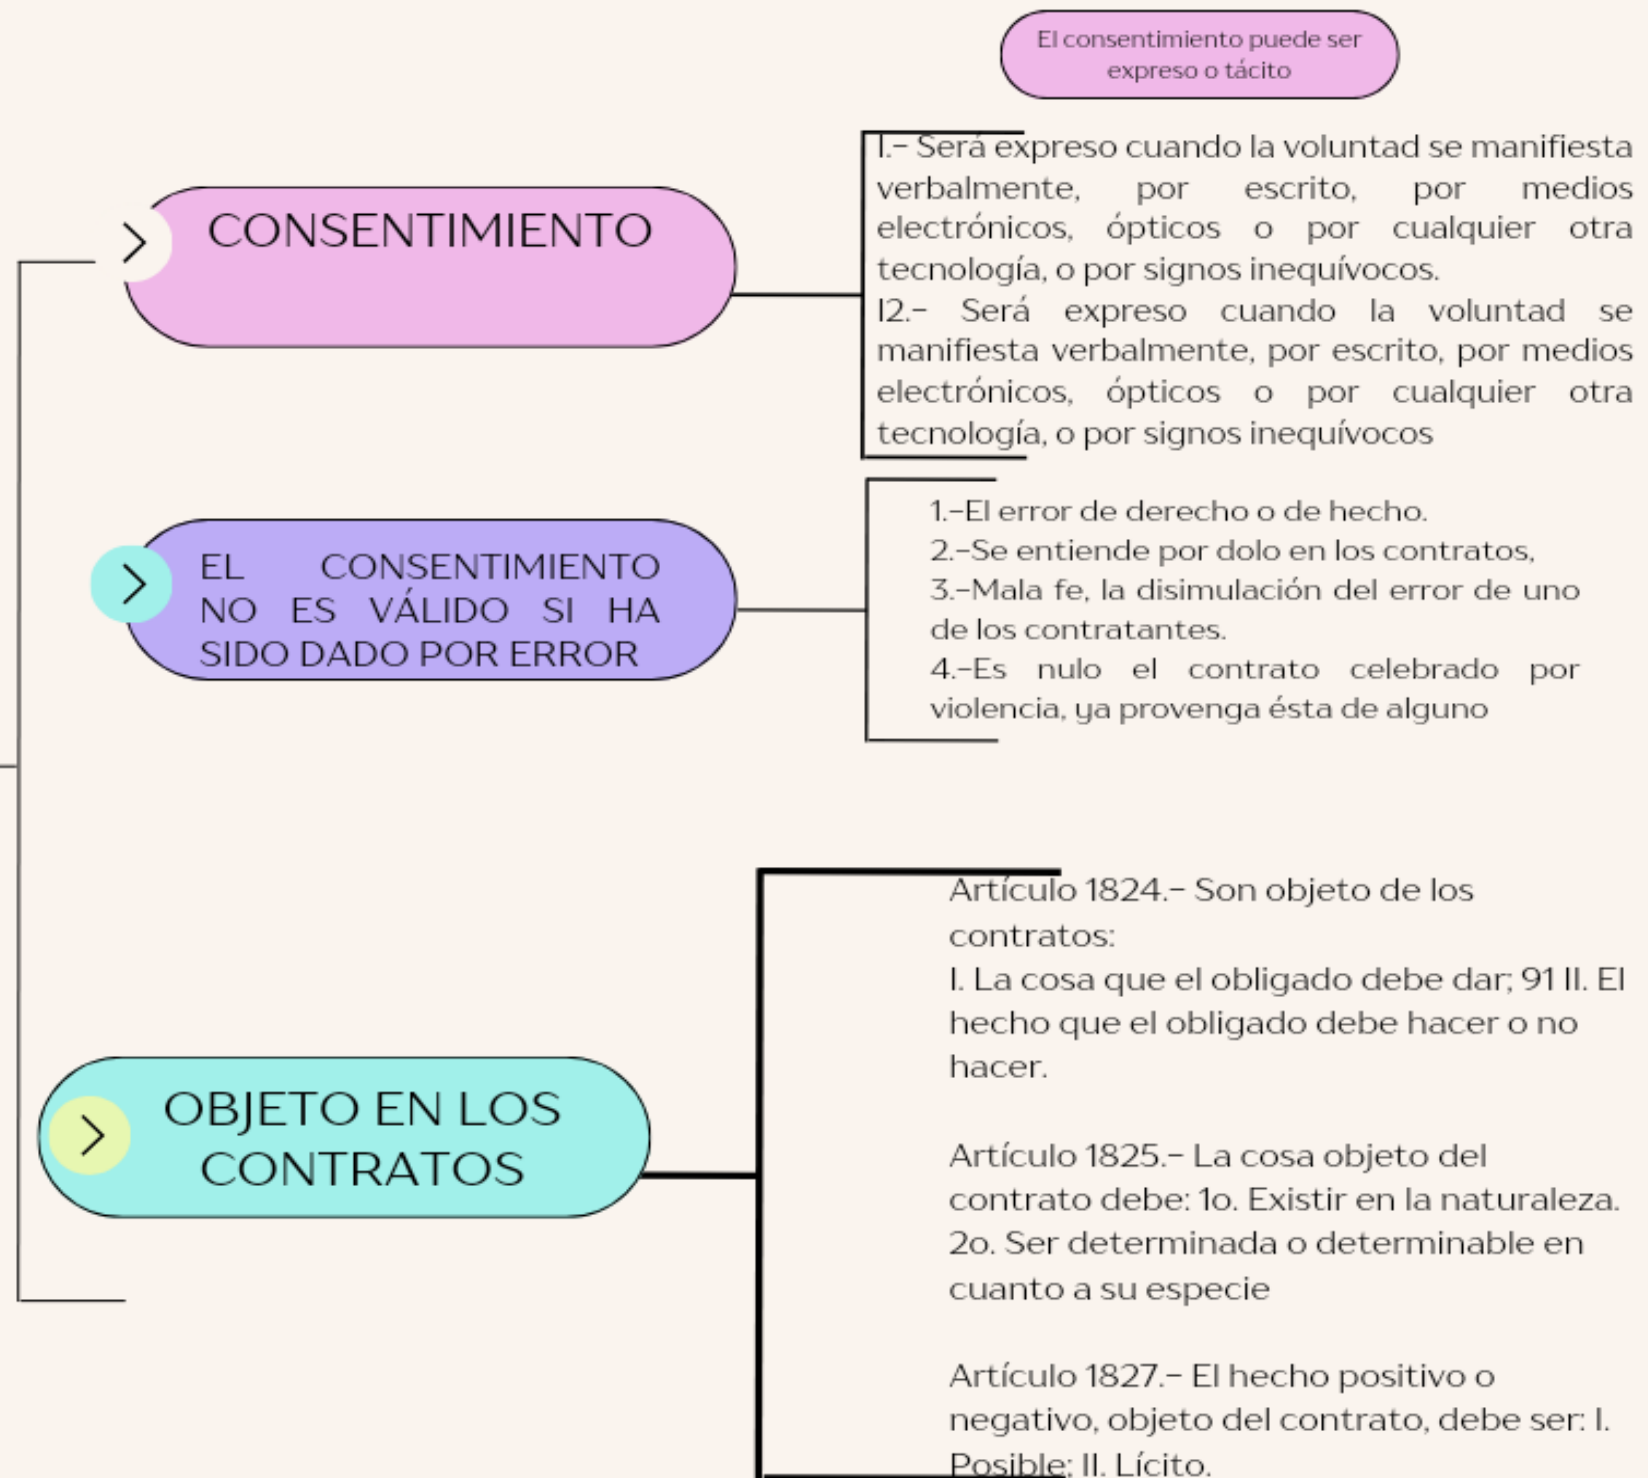 El consentimiento puede ser
expreso o tácito
CONSENTIMIENTO
I.- Será expreso cuando la voluntad se manifiesta
verbalmente, por escrito, por medios
electrónicos, ópticos o por cualquier otra
tecnología, o por signos inequívocos.
I2.- Será expreso cuando la voluntad se
manifiesta verbalmente, por escrito, por medios
electrónicos, ópticos o por cualquier otra
tecnología, o por signos inequívocos
EL CONSENTIMIENTO
NO ES VÁLIDO SI HA
SIDO DADO POR ERROR
1.-El error de derecho o de hecho.
2.-Se entiende por dolo en los contratos,
3.-Mala fe, la disimulación del error de uno
de los contratantes.
4.-Es nulo el contrato celebrado por
violencia, ya provenga ésta de alguno
OBJETO EN LOS
CONTRATOS
Artículo 1824.- Son objeto de los
contratos:
I. La cosa que el obligado debe dar; 91 II. El
hecho que el obligado debe hacer o no
hacer.
Artículo 1825.- La cosa objeto del
contrato debe: 1o. Existir en la naturaleza.
2o. Ser determinada o determinable en
cuanto a su especie
Artículo 1827.- El hecho positivo o
negativo, objeto del contrato, debe ser: I.
Posible; II. Lícito.